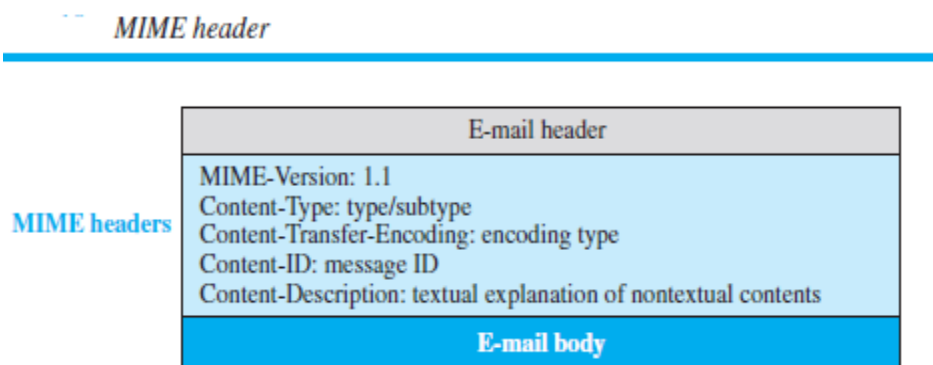 MIME header
E-mail header
MIME headers
MIME-Version: 1.1
Content-Type: type/subtype
Content-Transfer-Encoding: encoding type
Content-ID: message ID
Content-Description: textual explanation of nontextual contents
E-mail body